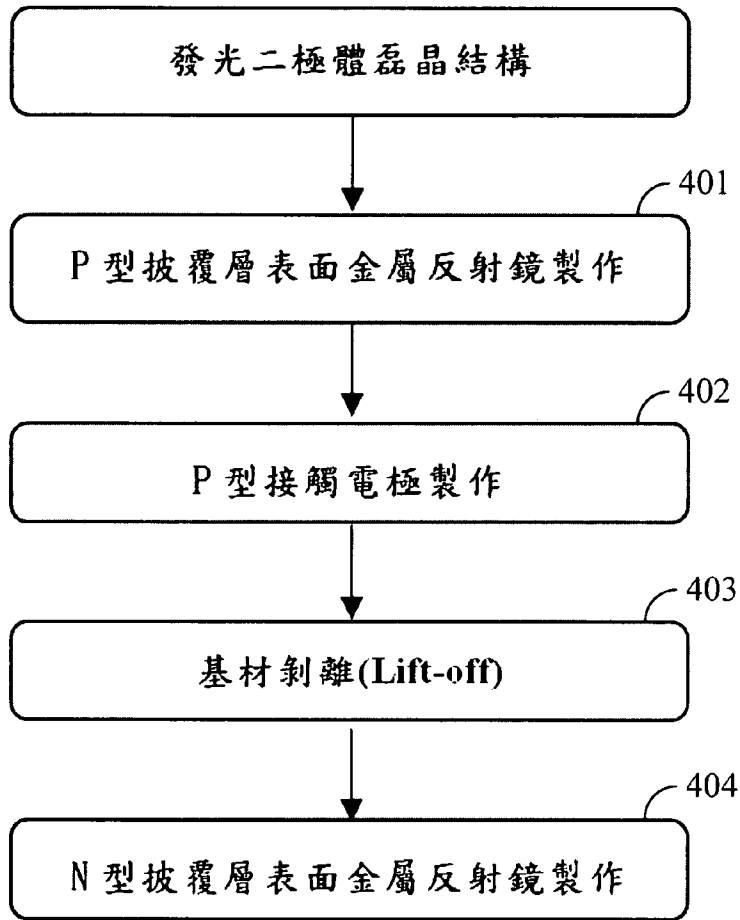 發光二極體磊晶結構
401
P型披覆層表面金屬反射鏡製作
402
P型接觸電極製作
403
基材剝離(Lift-off)
404
N型披覆層表面金屬反射鏡製作